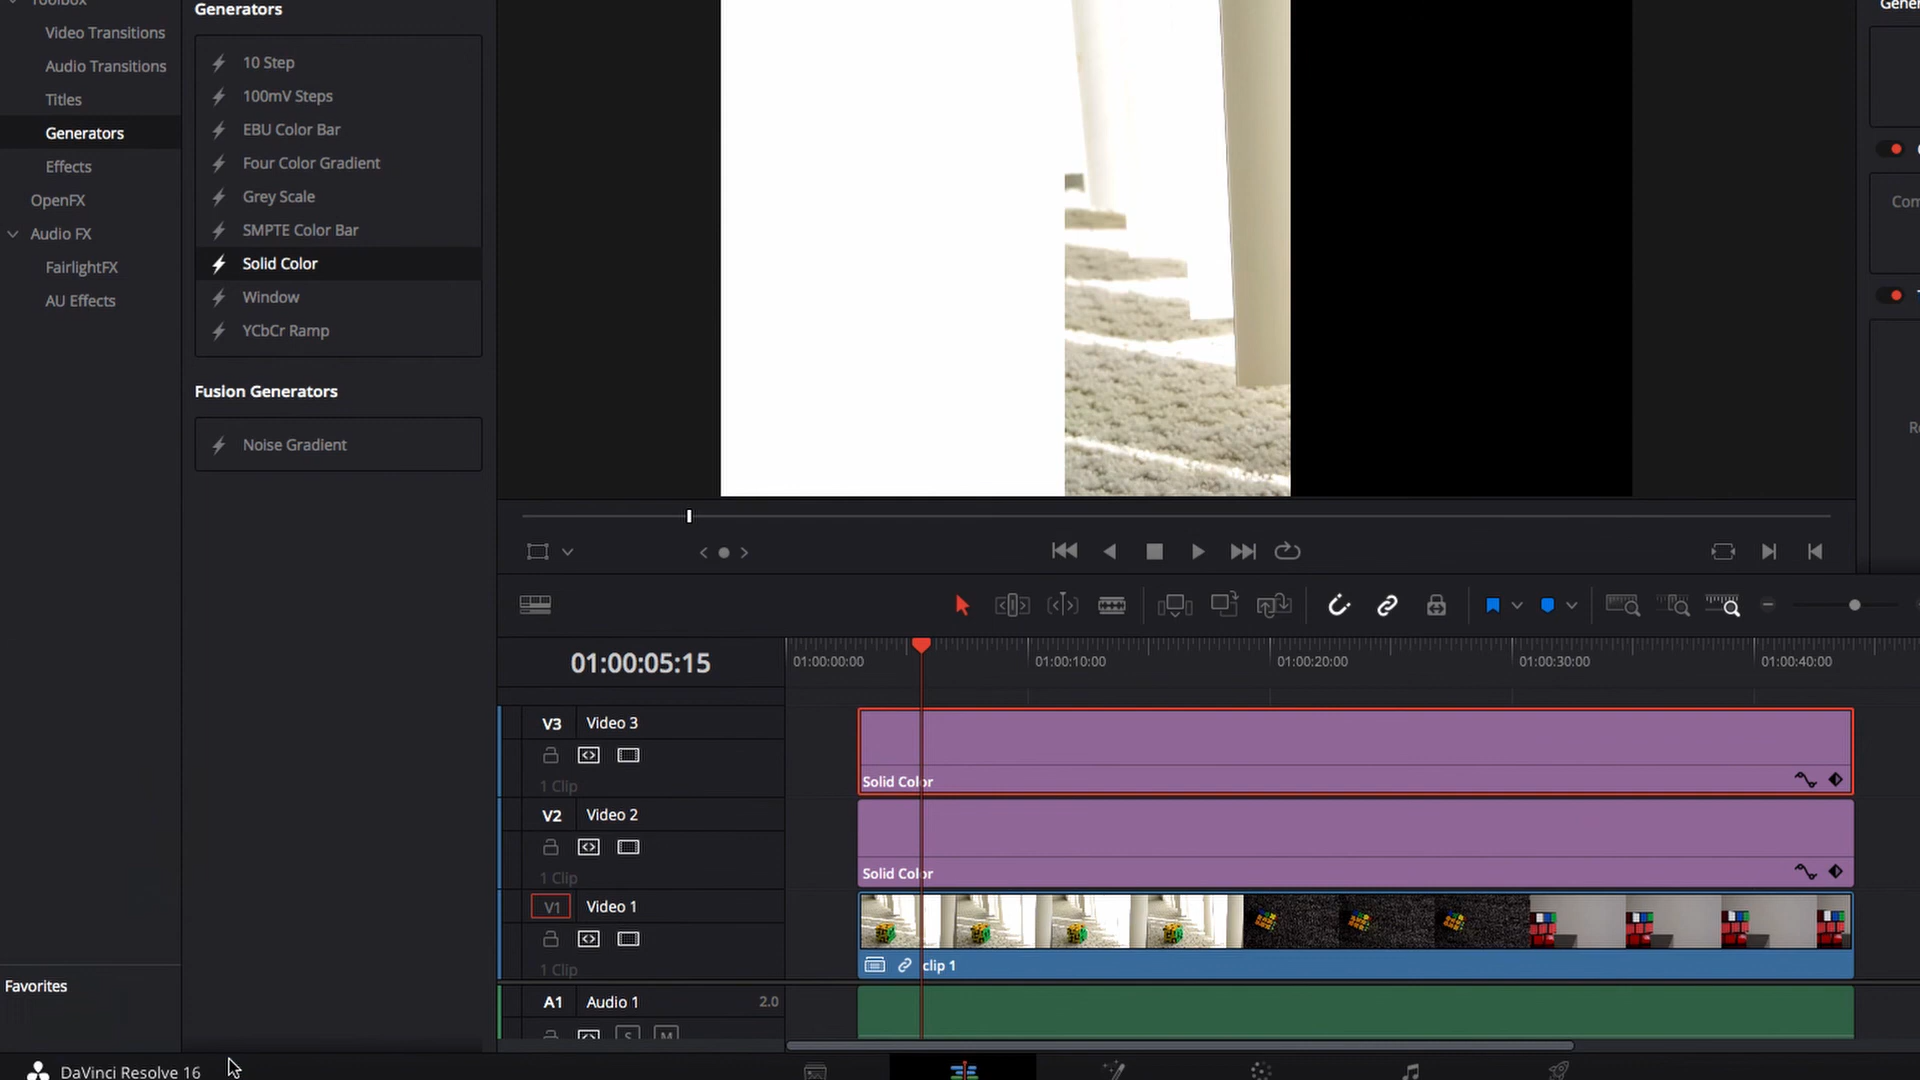 Toolbox
Video Transitions
Audio Transitions
Titles
Generators
Effects
OpenFX
Audio FX
FairlightFX
AU Effects
Favorites
Generators
10 Step
100mV Steps
EBU Color Bar
Four Color Gradient
Grey Scale
SMPTE Color Bar
Solid Color
Window
YCbCr Ramp
Fusion Generators
Noise Gradient
Gener
Com
01:00:05:15
01:00:00:00
01:00:10:00
01:00:20:00
01:00:30:00
01:00:40:00
V3 Video 3
1 Clip
Solid Color
V2 Video 2
1 Clip
Solid Color
V1 Video 1
1 Clip
clip 1
A1 Audio 1 2.0
S M
DaVinci Resolve 16